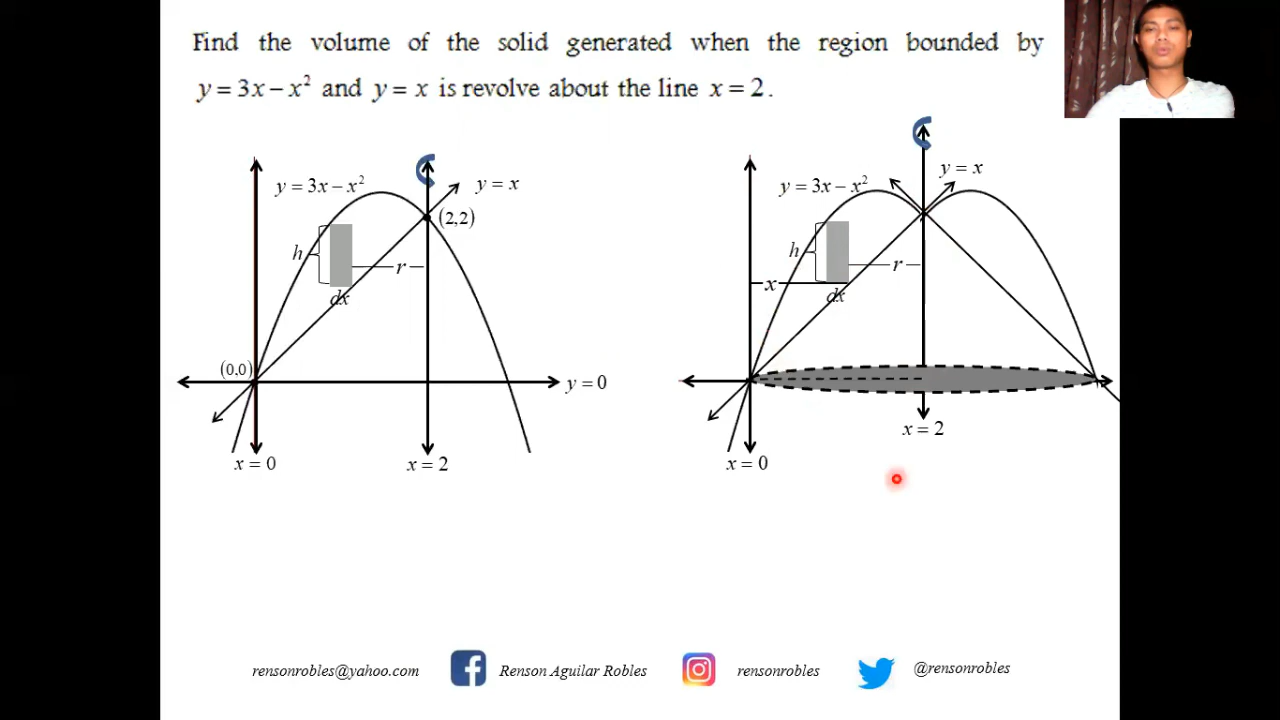 Find the volume of the solid generated when the region bounded by
y = 3x – x² and y = x is revolve about the line x = 2.
y = 3x – x²
y = x
(2,2)
h
r
dx
(0.0)
y = 0
x = 0
x = 2
y = x
y = 3x – x²
h
r
x
dx
x = 2
x = 0
rensonrobles@yahoo.com
Renson Aguilar Robles
rensonrobles
@rensonrobles